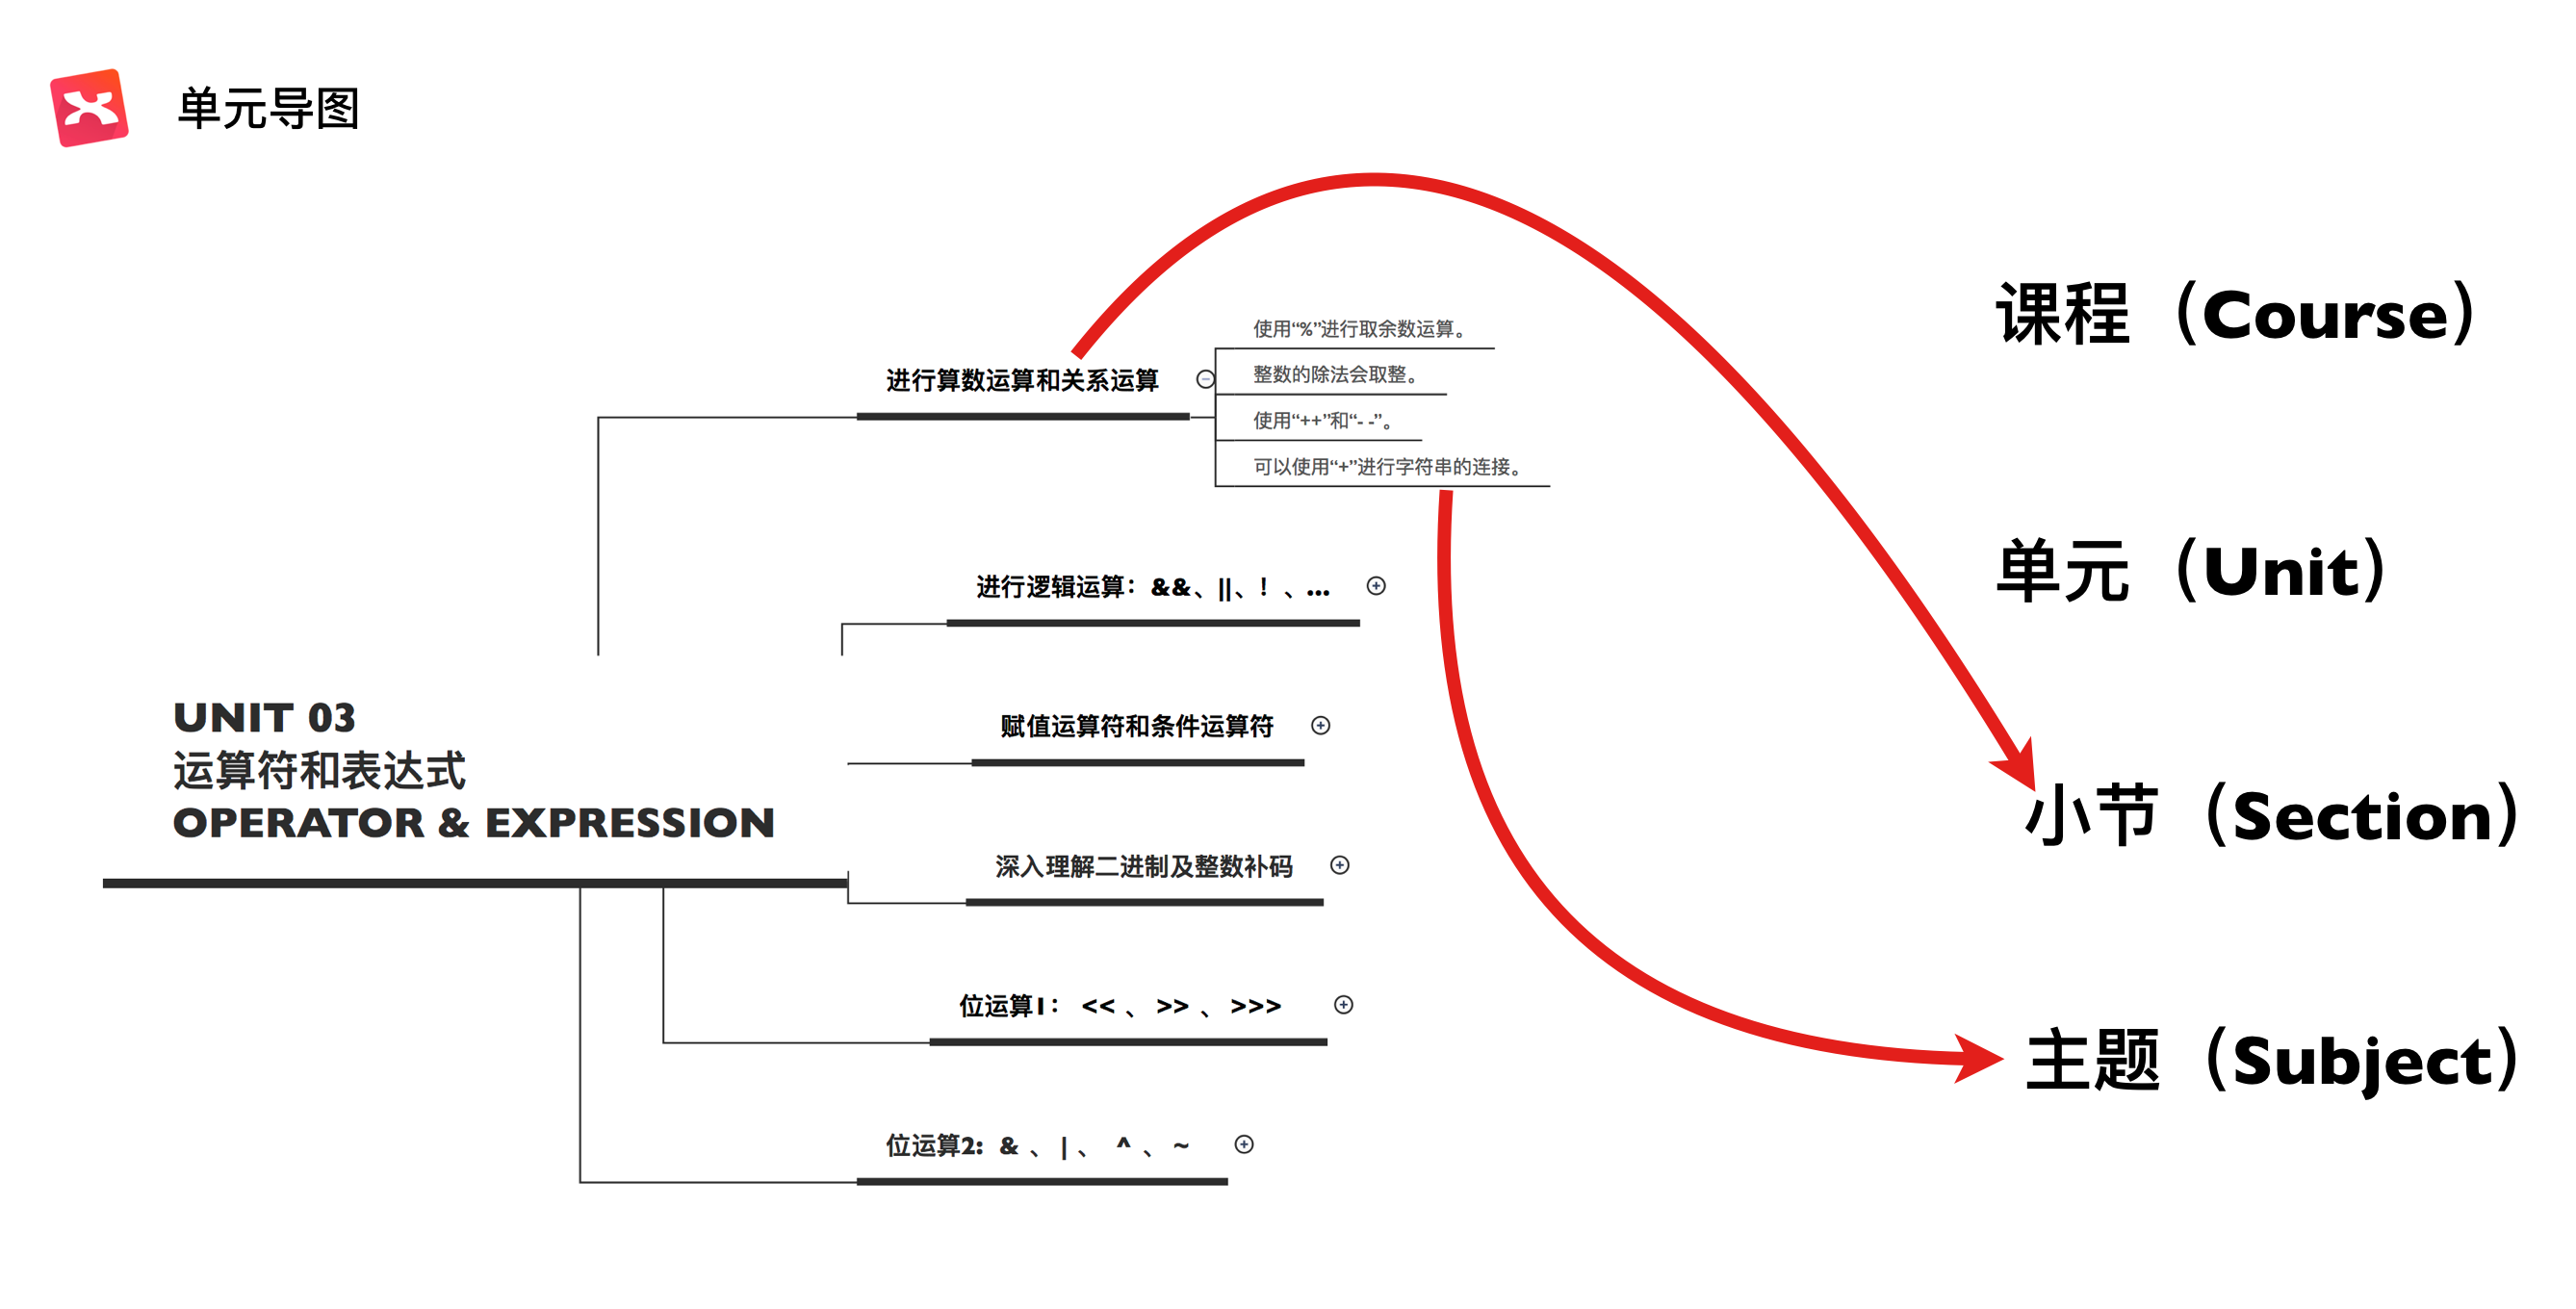 单元导图
进行算数运算和关系运算
使用“%”进行取余数运算。
整数的除法会取整。
使用“++”和“- -”。
可以使用“+”进行字符串的连接。
进行逻辑运算：&&、||、！、...
赋值运算符和条件运算符
UNIT 03
运算符和表达式
OPERATOR & EXPRESSION
深入理解二进制及整数补码
位运算1： << 、 >> 、 >>>
位运算2: & 、 | 、 ^ 、 ~
课程（Course）
单元（Unit）
小节（Section）
主题（Subject）